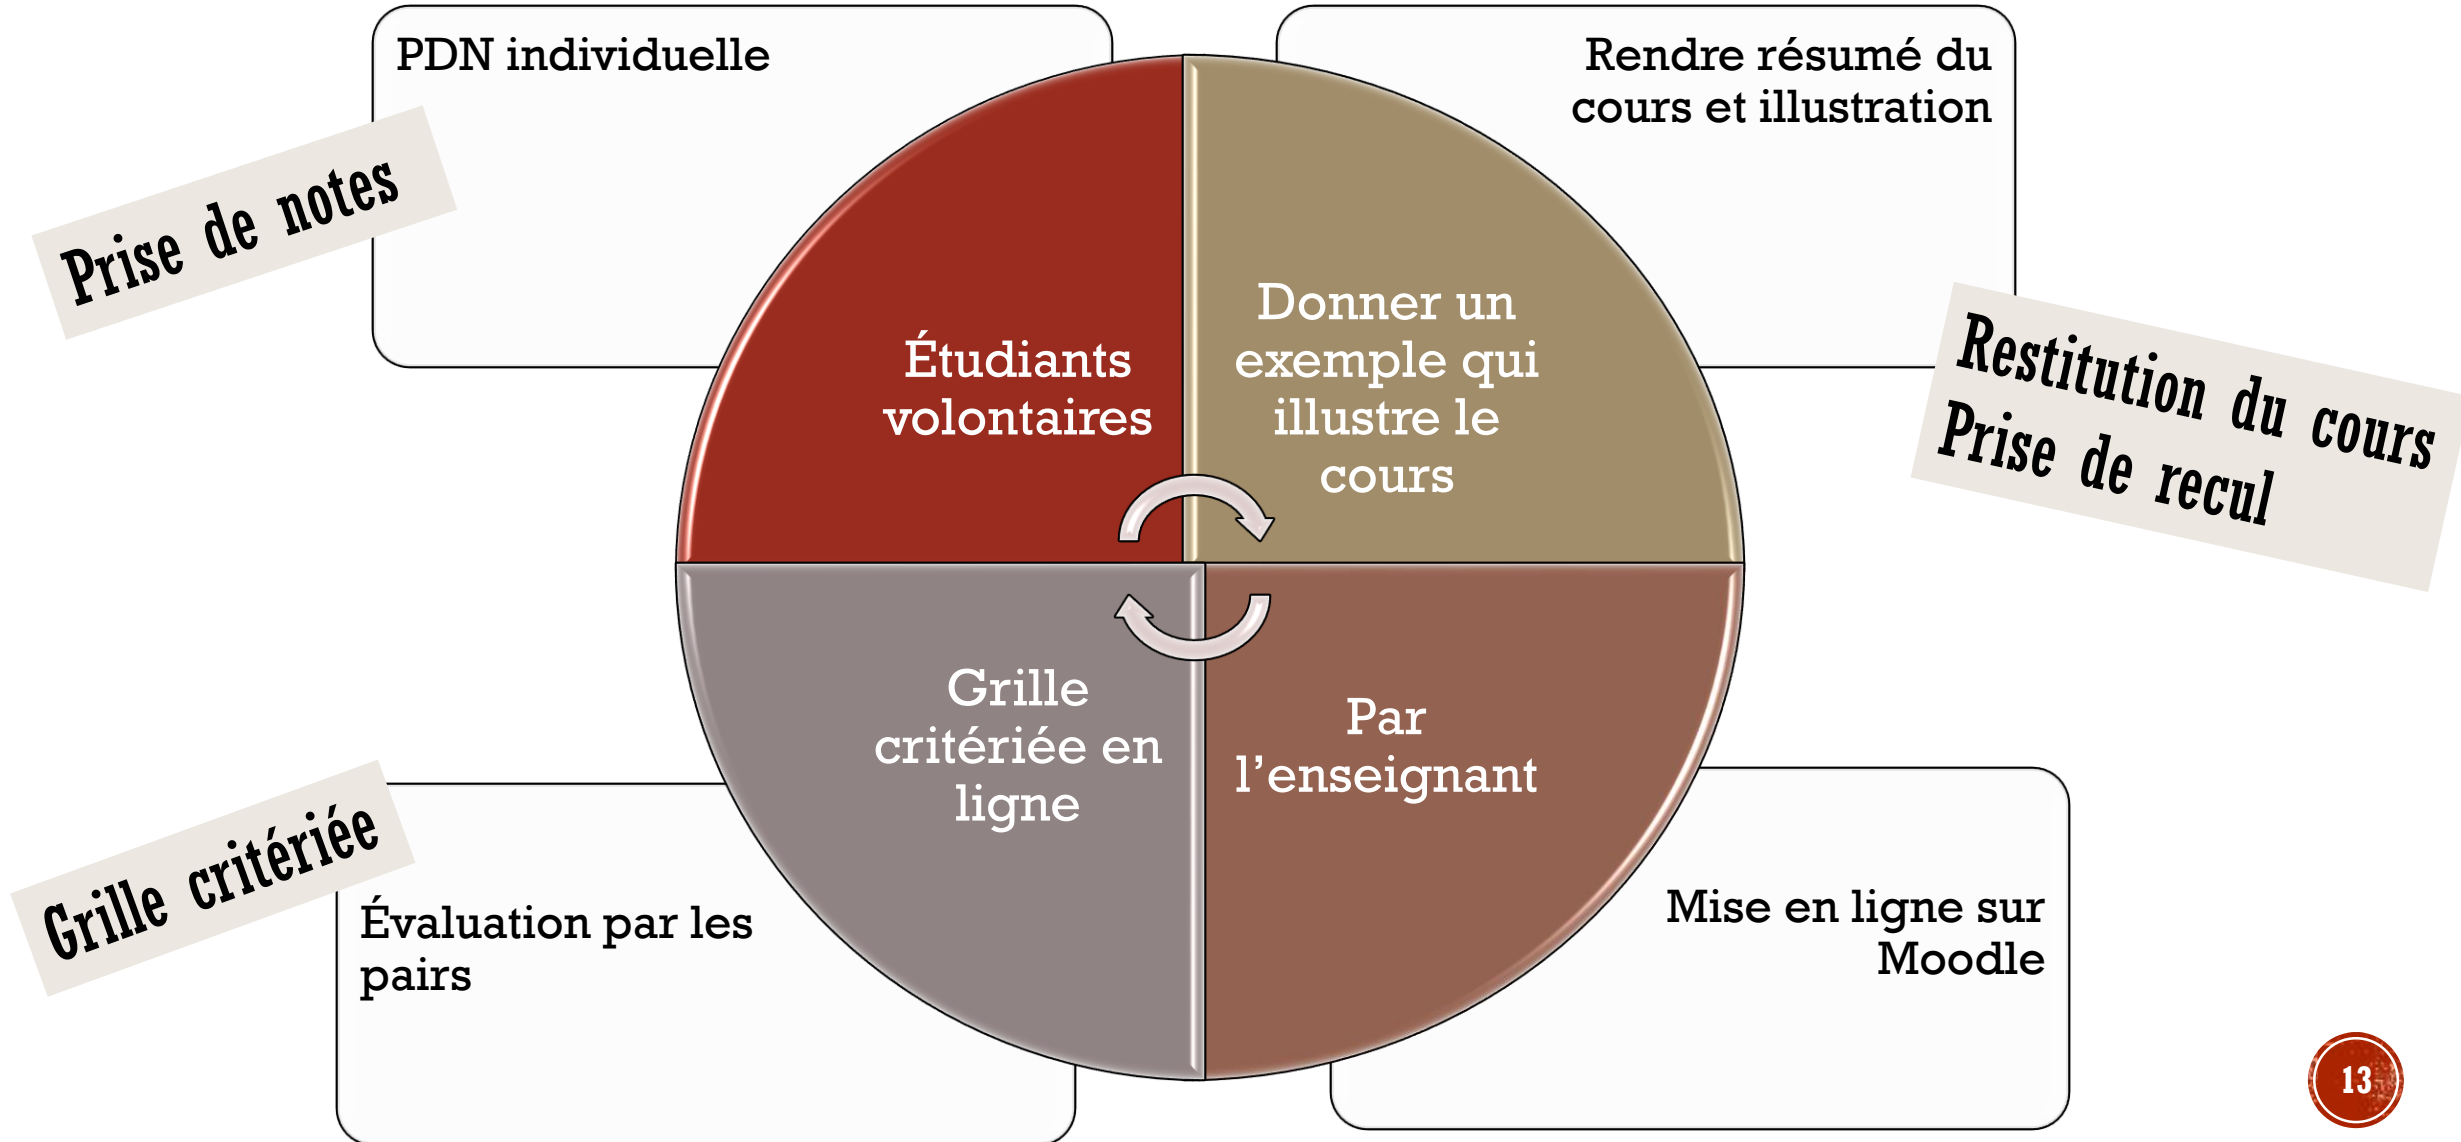 PDN individuelle
Prise de notes
Étudiants
volontaires
Rendre résumé du
cours et illustration
Restitution du cours
Prise de recul
Donner un
exemple qui
illustre le
cours
Par
l’enseignant
Mise en ligne sur
Moodle
Grille
critériée en
ligne
Grille critériée
Évaluation par les
pairs
13